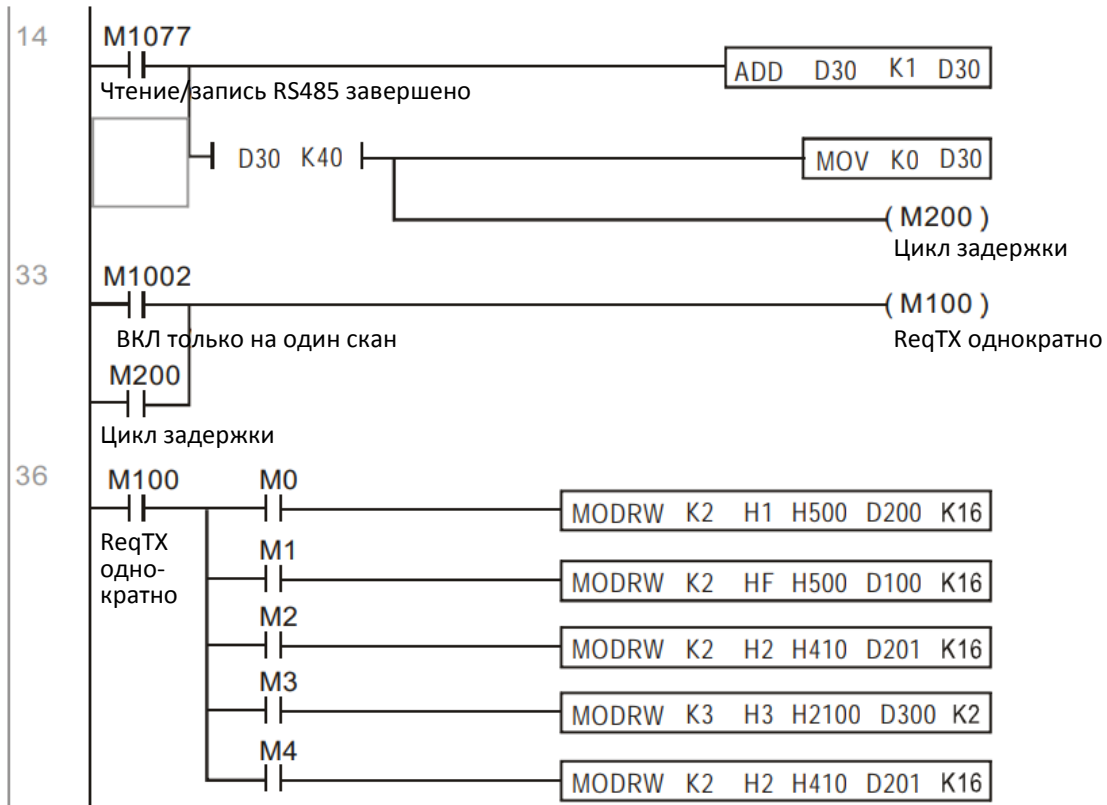 14
M1077
ADD D30 K1 D30
Чтение/запись RS485 завершено
D30 K40
MOV K0 D30
( M200 )
Цикл задержки
33
M1002
( M100 )
ВКЛ только на один скан
ReqTX однократно
M200
Цикл задержки
36
M100
M0
MODRW K2 H1 H500 D200 K16
ReqTX
одно-
кратно
M1
MODRW K2 HF H500 D100 K16
M2
MODRW K2 H2 H410 D201 K16
M3
MODRW K3 H3 H2100 D300 K2
M4
MODRW K2 H2 H410 D201 K16